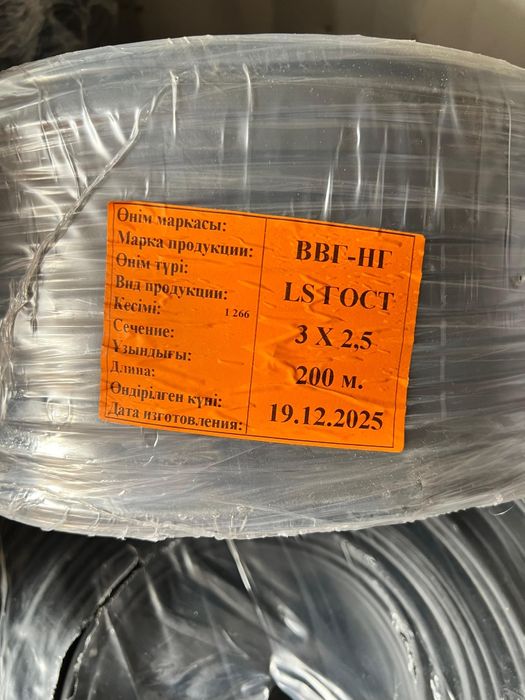 Өнім маркасы:
Марка продукции:
ВВГ-НГ
Өнім түрі:
Вид продукции:
LS ГОСТ
Кесімі:
1 266
Сечение:
3 X 2,5
Ұзындығы:
Длина:
200 м.
Өндірілген күні:
Дата изготовления:
19.12.2025